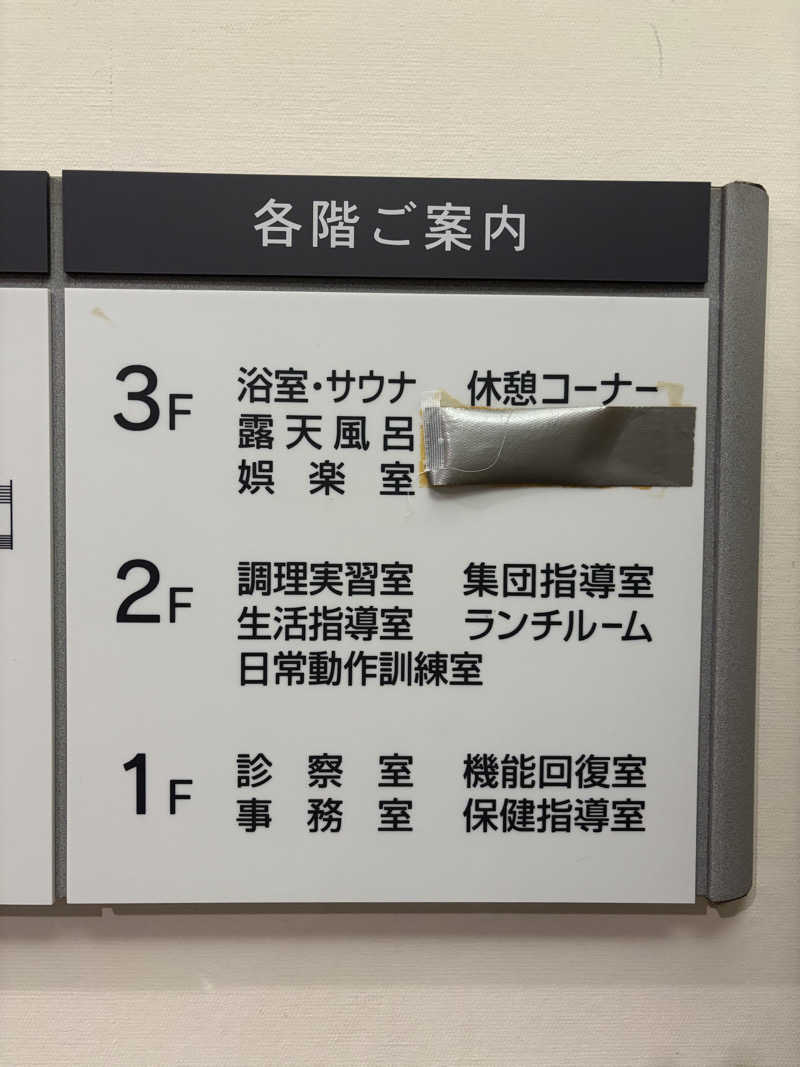 各階ご案内
3F 浴室・サウナ 休憩コーナー
露天風呂
娯楽室
2F 調理実習室 集団指導室
生活指導室 ランチルーム
日常動作訓練室
1F 診察室 機能回復室
事務室 保健指導室